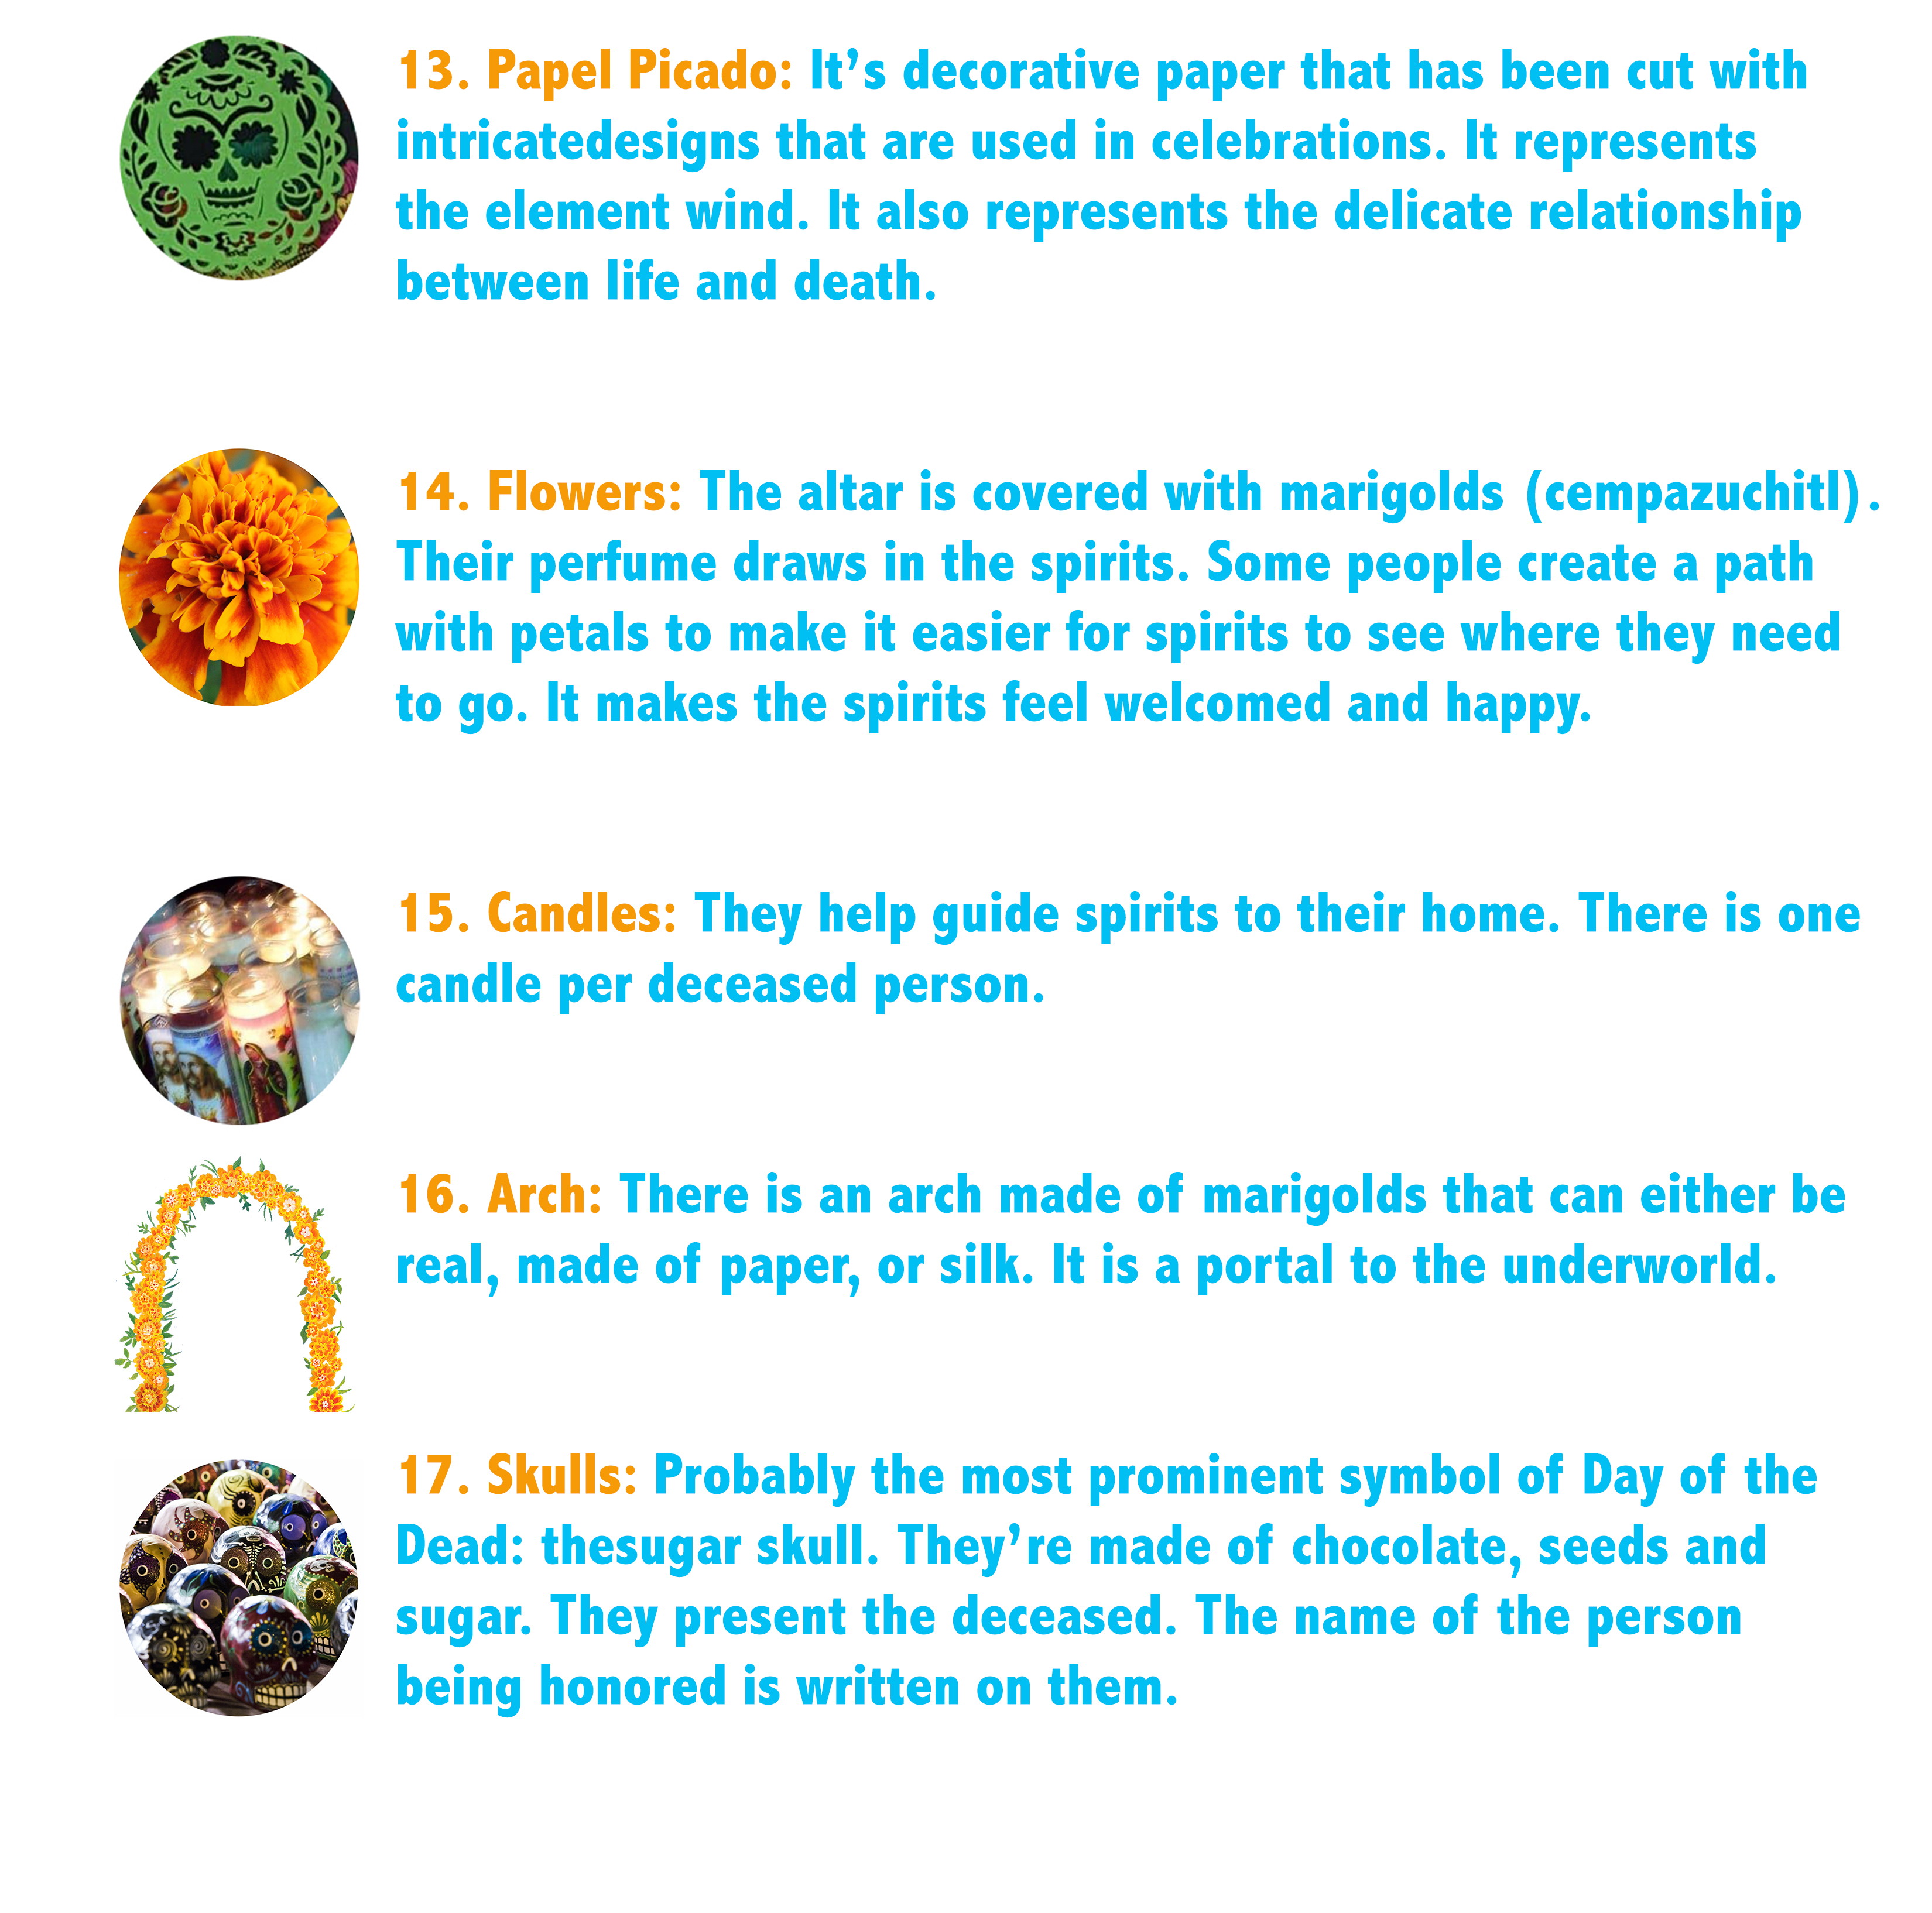 13. Papel Picado: It’s decorative paper that has been cut with
intricatedesigns that are used in celebrations. It represents
the element wind. It also represents the delicate relationship
between life and death.
14. Flowers: The altar is covered with marigolds (cempazuchitl).
Their perfume draws in the spirits. Some people create a path
with petals to make it easier for spirits to see where they need
to go. It makes the spirits feel welcomed and happy.
15. Candles: They help guide spirits to their home. There is one
candle per deceased person.
16. Arch: There is an arch made of marigolds that can either be
real, made of paper, or silk. It is a portal to the underworld.
17. Skulls: Probably the most prominent symbol of Day of the
Dead: thesugar skull. They’re made of chocolate, seeds and
sugar. They present the deceased. The name of the person
being honored is written on them.